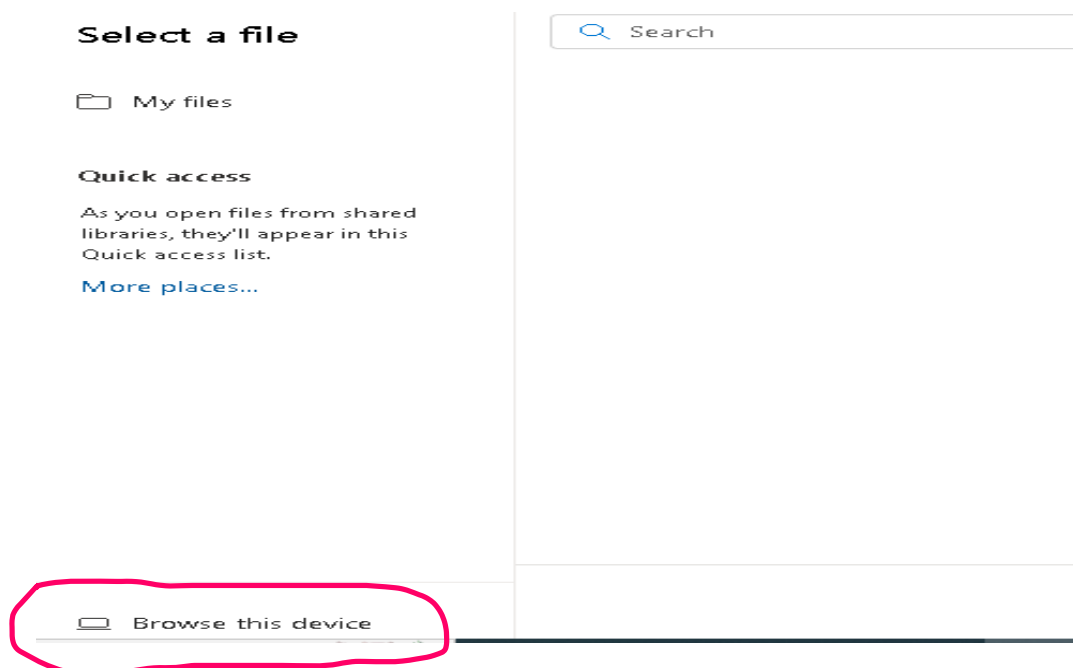 Select a file
Search
My files
Quick access
As you open files from shared
libraries, they'll appear in this
Quick access list.
More places...
Browse this device